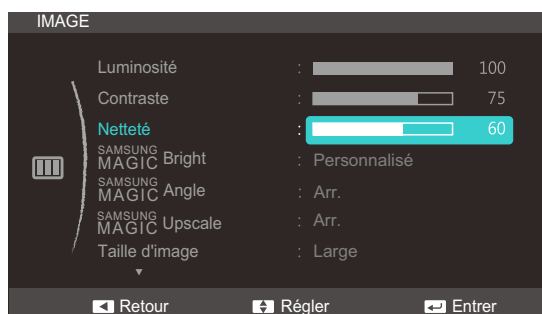 IMAGE
Luminosité : 100
Contraste : 75
Netteté : 60
SAMSUNG MAGIC Bright : Personnalisé
SAMSUNG MAGIC Angle : Arr.
SAMSUNG MAGIC Upscale : Arr.
Taille d'image : Large
Retour Régler Entrer